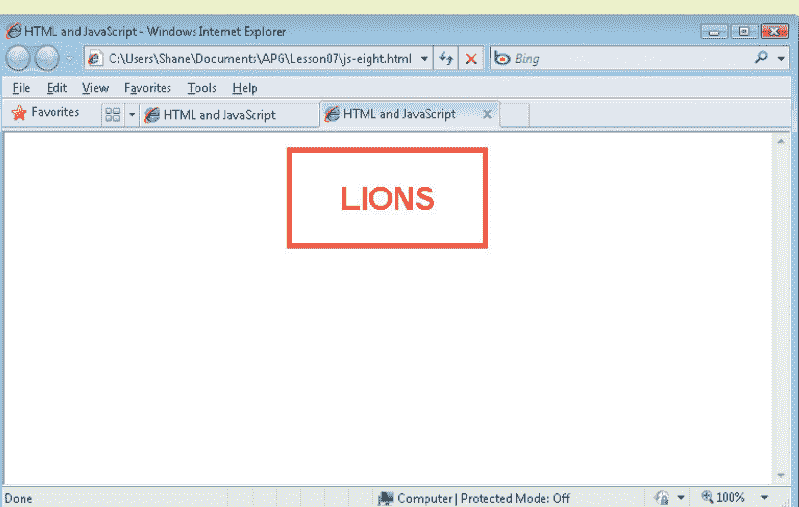 HTML and JavaScript - Windows Internet Explorer
C:\Users\Shane\Documents\APG\Lesson07\js-eight.html Bing
File Edit View Favorites Tools Help
Favorites HTML and JavaScript HTML and JavaScript
LIONS
Done Computer | Protected Mode: Off 100%